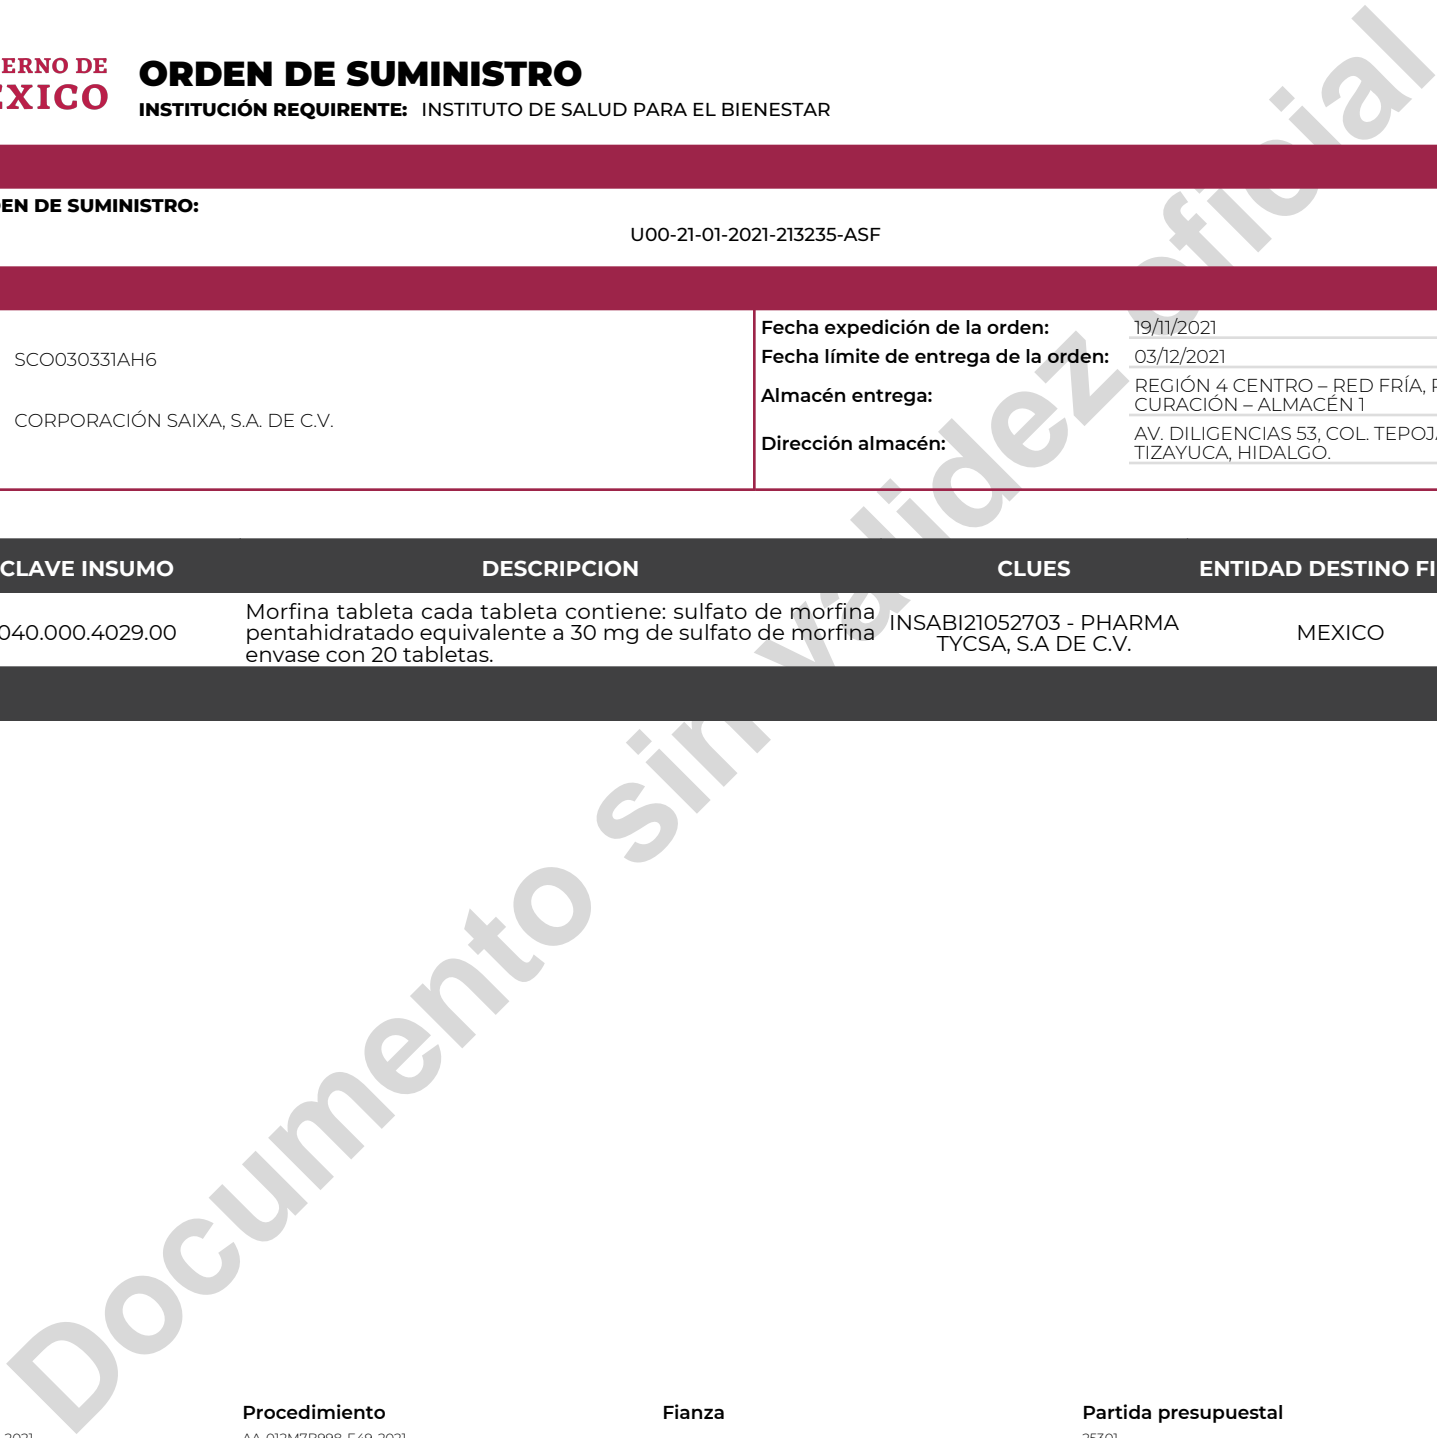 ERNO DE
ORDEN DE SUMINISTRO
EXICO
INSTITUCIÓN REQUIRENTE: INSTITUTO DE SALUD PARA EL BIENESTAR
EN DE SUMINISTRO:
U00-21-01-2021-213235-ASF
Fecha expedición de la orden: 19/11/2021
SCO030331AH6
Fecha límite de entrega de la orden: 03/12/2021
Almacén entrega: REGIÓN 4 CENTRO – RED FRÍA,
CURACIÓN – ALMACÉN 1
CORPORACIÓN SAIXA, S.A. DE C.V.
Dirección almacén: AV. DILIGENCIAS 53, COL. TEPOJ
TIZAYUCA, HIDALGO.
CLAVE INSUMO DESCRIPCION CLUES ENTIDAD DESTINO FI
040.000.4029.00
Morfina tableta cada tableta contiene: sulfato de morfina
pentahidratado equivalente a 30 mg de sulfato de morfina
envase con 20 tabletas.
INSABI21052703 - PHARMA
TYCSA, S.A DE C.V.
MEXICO
Documento sin validez oficial
Procedimiento Fianza Partida presupuestal